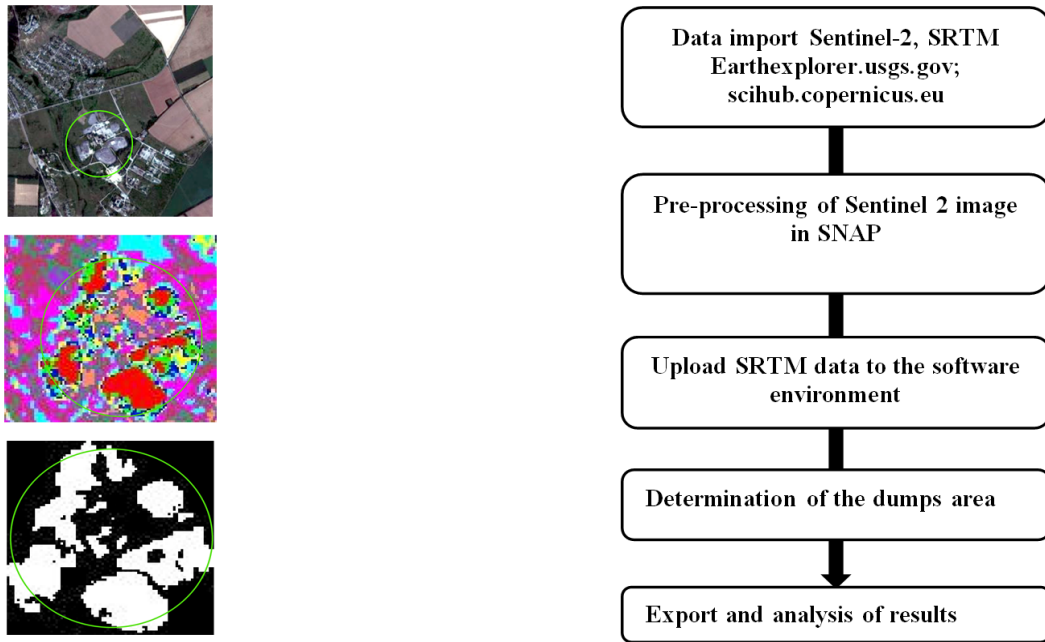 Data import Sentinel-2, SRTM
Earthexplorer.usgs.gov;
scihub.copernicus.eu
Pre-processing of Sentinel 2 image
in SNAP
Upload SRTM data to the software
environment
Determination of the dumps area
Export and analysis of results